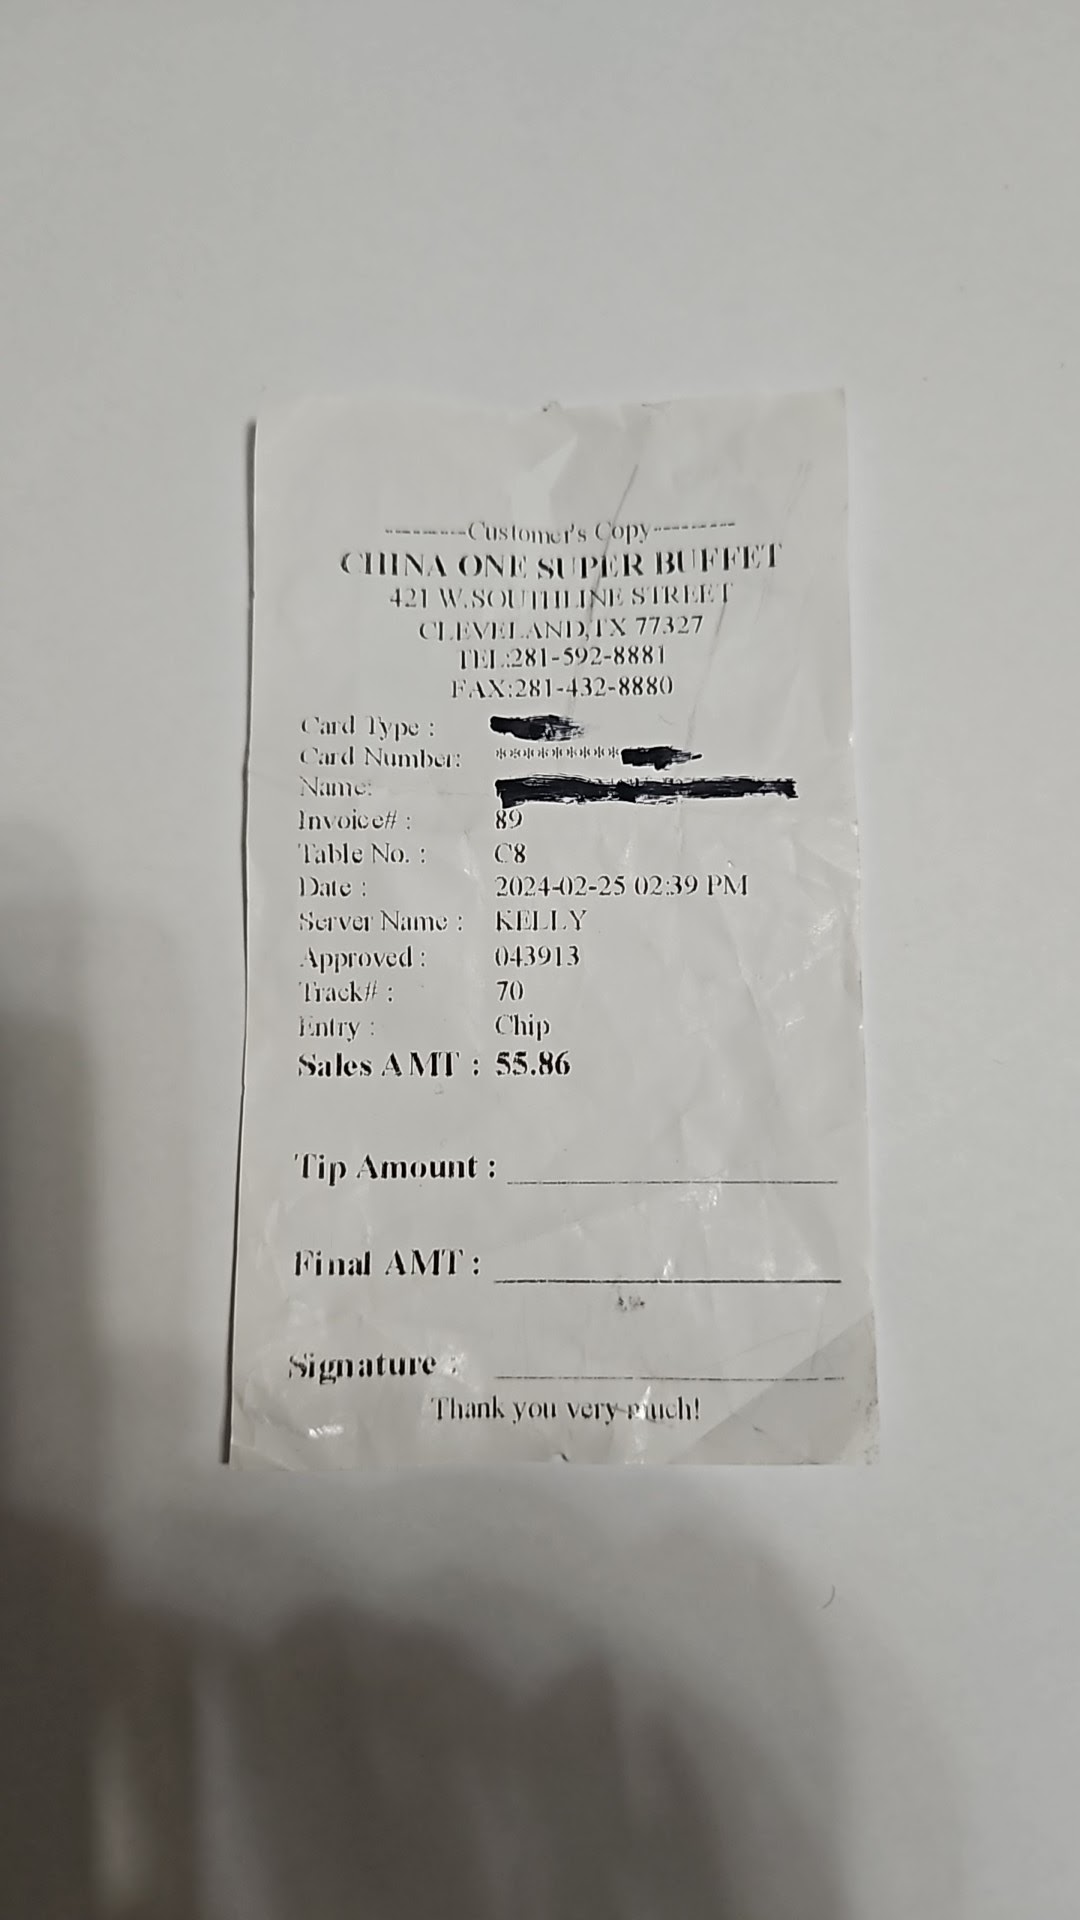 ---------Customer's Copy---------
CHINA ONE SUPER BUFFET
421 W.SOUTHLINE STREET
CLEVELAND,TX 77327
TEL:281-592-8881
FAX:281-432-8880
Card Type :
Card Number: ************
Name:
Invoice# : 89
Table No. : C8
Date : 2024-02-25 02:39 PM
Server Name : KELLY
Approved : 043913
Track# : 70
Entry : Chip
Sales AMT : 55.86
Tip Amount :
Final AMT :
Signature :
Thank you very much!